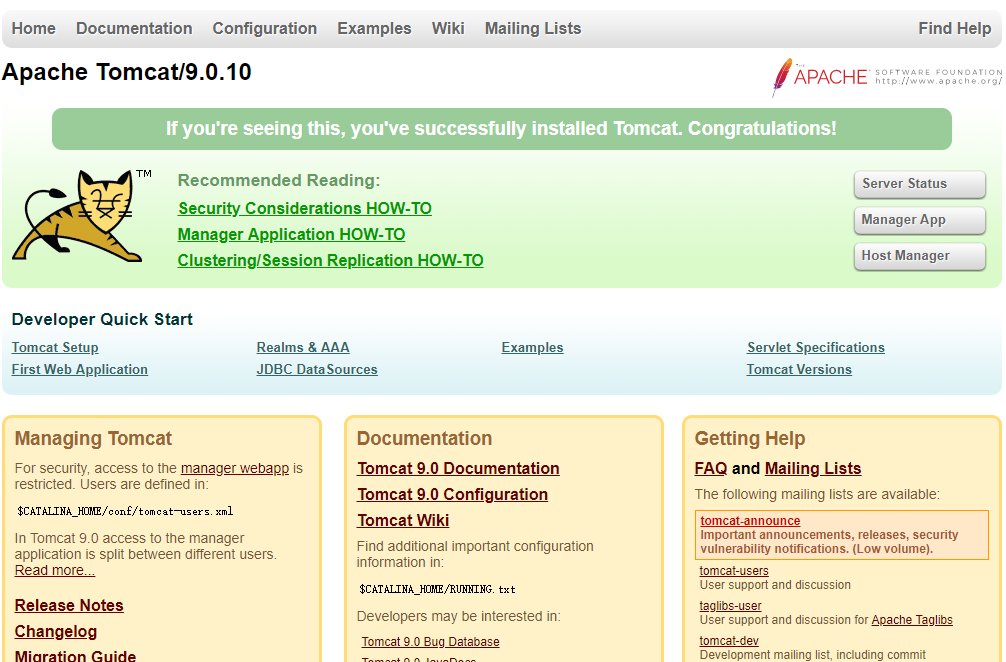 Home Documentation Configuration Examples Wiki Mailing Lists Find Help
Apache Tomcat/9.0.10
THE APACHE SOFTWARE FOUNDATION
http://www.apache.org/
If you're seeing this, you've successfully installed Tomcat. Congratulations!
TM
Recommended Reading:
Security Considerations HOW-TO
Manager Application HOW-TO
Clustering/Session Replication HOW-TO
Server Status
Manager App
Host Manager
Developer Quick Start
Tomcat Setup
First Web Application
Realms & AAA
JDBC DataSources
Examples
Servlet Specifications
Tomcat Versions
Managing Tomcat
For security, access to the manager webapp is
restricted. Users are defined in:
$CATALINA_HOME/conf/tomcat-users.xml
In Tomcat 9.0 access to the manager
application is split between different users.
Read more...
Release Notes
Changelog
Migration Guide
Documentation
Tomcat 9.0 Documentation
Tomcat 9.0 Configuration
Tomcat Wiki
Find additional important configuration
information in:
$CATALINA_HOME/RUNNING.txt
Developers may be interested in:
Tomcat 9.0 Bug Database
Tomcat 9.0 JavaDocs
Getting Help
FAQ and Mailing Lists
The following mailing lists are available:
tomcat-announce
Important announcements, releases, security
vulnerability notifications. (Low volume).
tomcat-users
User support and discussion
taglibs-user
User support and discussion for Apache Taglibs
tomcat-dev
Development mailing list, including commit